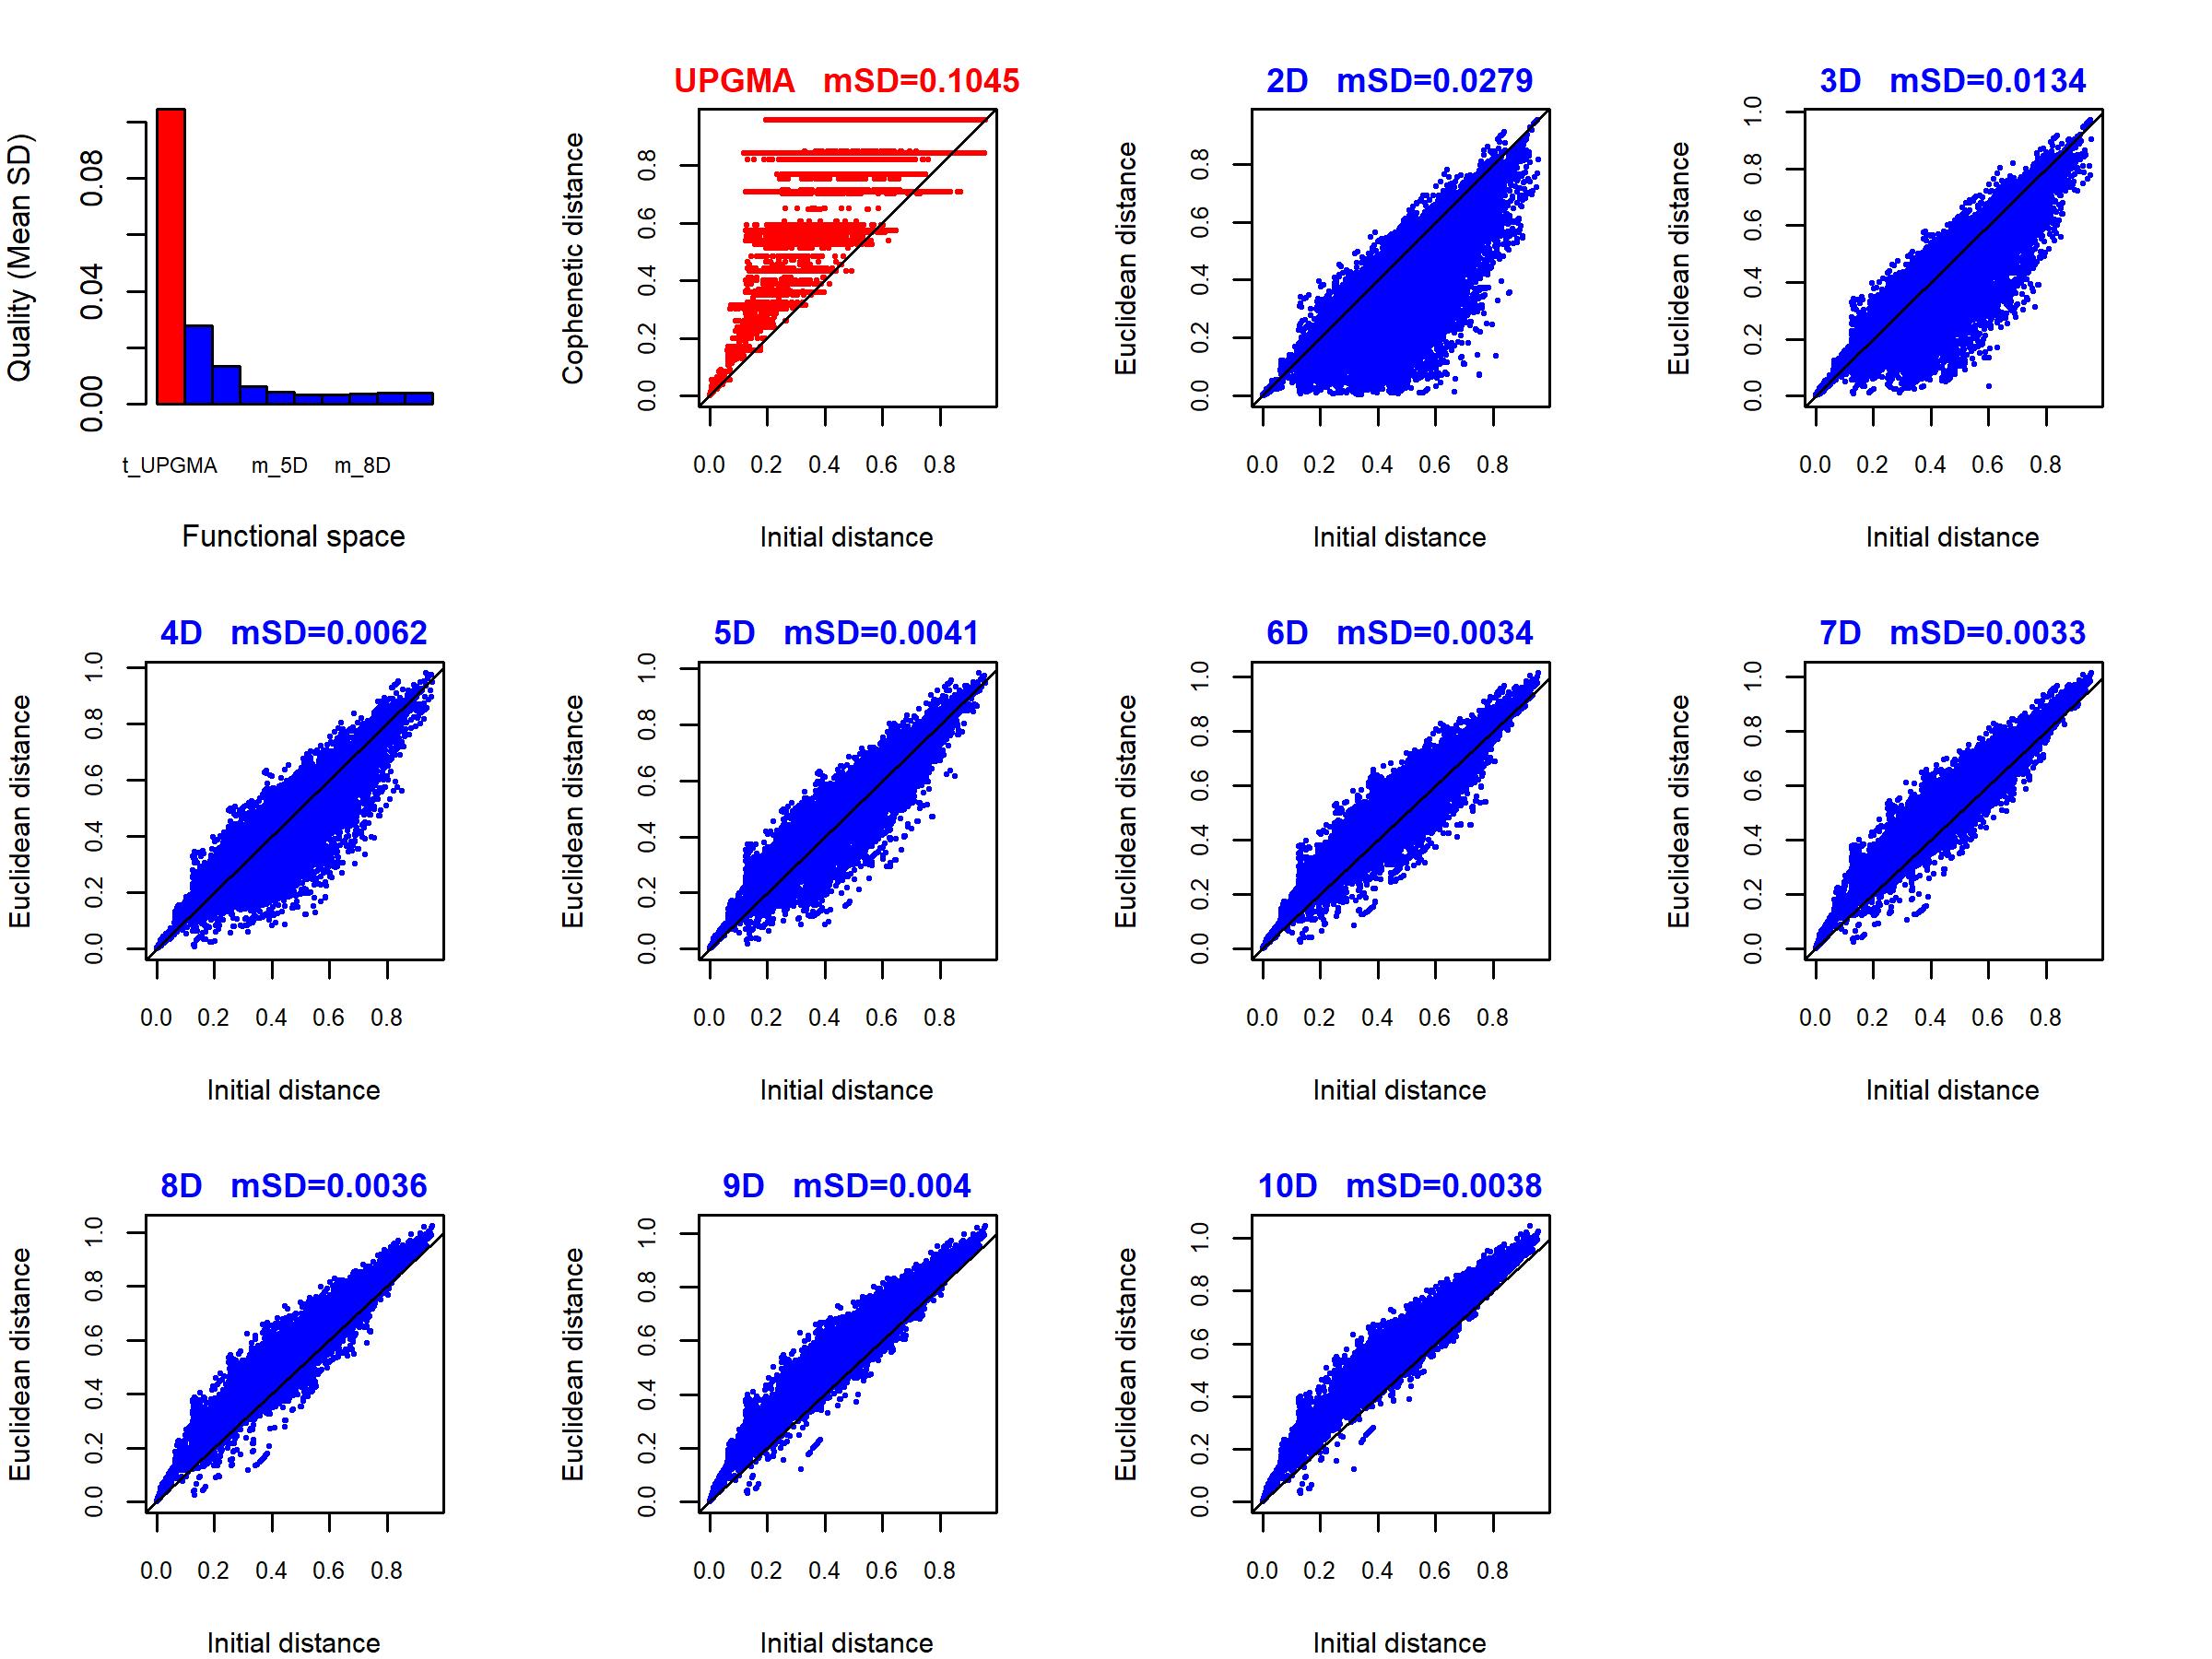 Quality (Mean SD)
0.00 0.04 0.08
t_UPGMA m_5D m_8D
Functional space
UPGMA mSD=0.1045
Cophenetic distance
0.0 0.2 0.4 0.6 0.8
0.0 0.2 0.4 0.6 0.8
Initial distance
2D mSD=0.0279
Euclidean distance
0.0 0.2 0.4 0.6 0.8
0.0 0.2 0.4 0.6 0.8
Initial distance
3D mSD=0.0134
Euclidean distance
0.0 0.2 0.4 0.6 0.8 1.0
0.0 0.2 0.4 0.6 0.8
Initial distance
4D mSD=0.0062
Euclidean distance
0.0 0.2 0.4 0.6 0.8 1.0
0.0 0.2 0.4 0.6 0.8
Initial distance
5D mSD=0.0041
Euclidean distance
0.0 0.2 0.4 0.6 0.8 1.0
0.0 0.2 0.4 0.6 0.8
Initial distance
6D mSD=0.0034
Euclidean distance
0.0 0.2 0.4 0.6 0.8 1.0
0.0 0.2 0.4 0.6 0.8
Initial distance
7D mSD=0.0033
Euclidean distance
0.0 0.2 0.4 0.6 0.8 1.0
0.0 0.2 0.4 0.6 0.8
Initial distance
8D mSD=0.0036
Euclidean distance
0.0 0.2 0.4 0.6 0.8 1.0
0.0 0.2 0.4 0.6 0.8
Initial distance
9D mSD=0.004
Euclidean distance
0.0 0.2 0.4 0.6 0.8 1.0
0.0 0.2 0.4 0.6 0.8
Initial distance
10D mSD=0.0038
Euclidean distance
0.0 0.2 0.4 0.6 0.8 1.0
0.0 0.2 0.4 0.6 0.8
Initial distance